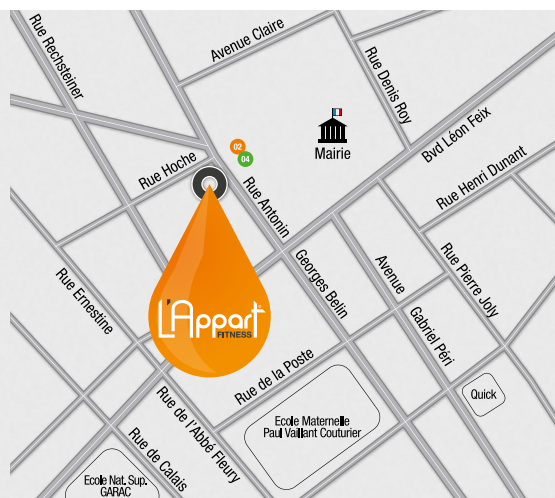 Rue Rechsteiner
Avenue Claire
Rue Denis Roy
Mairie
Bvd Léon Feix
02
04
Rue Hoche
Rue Henri Dunant
Rue Antonin
Georges Belin
Avenue
Gabriel Péri
Rue Pierre Joly
Rue Ernestine
L'Appart
FITNESS
Rue de la Poste
Quick
Ecole Maternelle
Paul Vaillant Couturier
Rue de l'Abbé Fleury
Rue de Calais
Ecole Nat. Sup.
GARAC